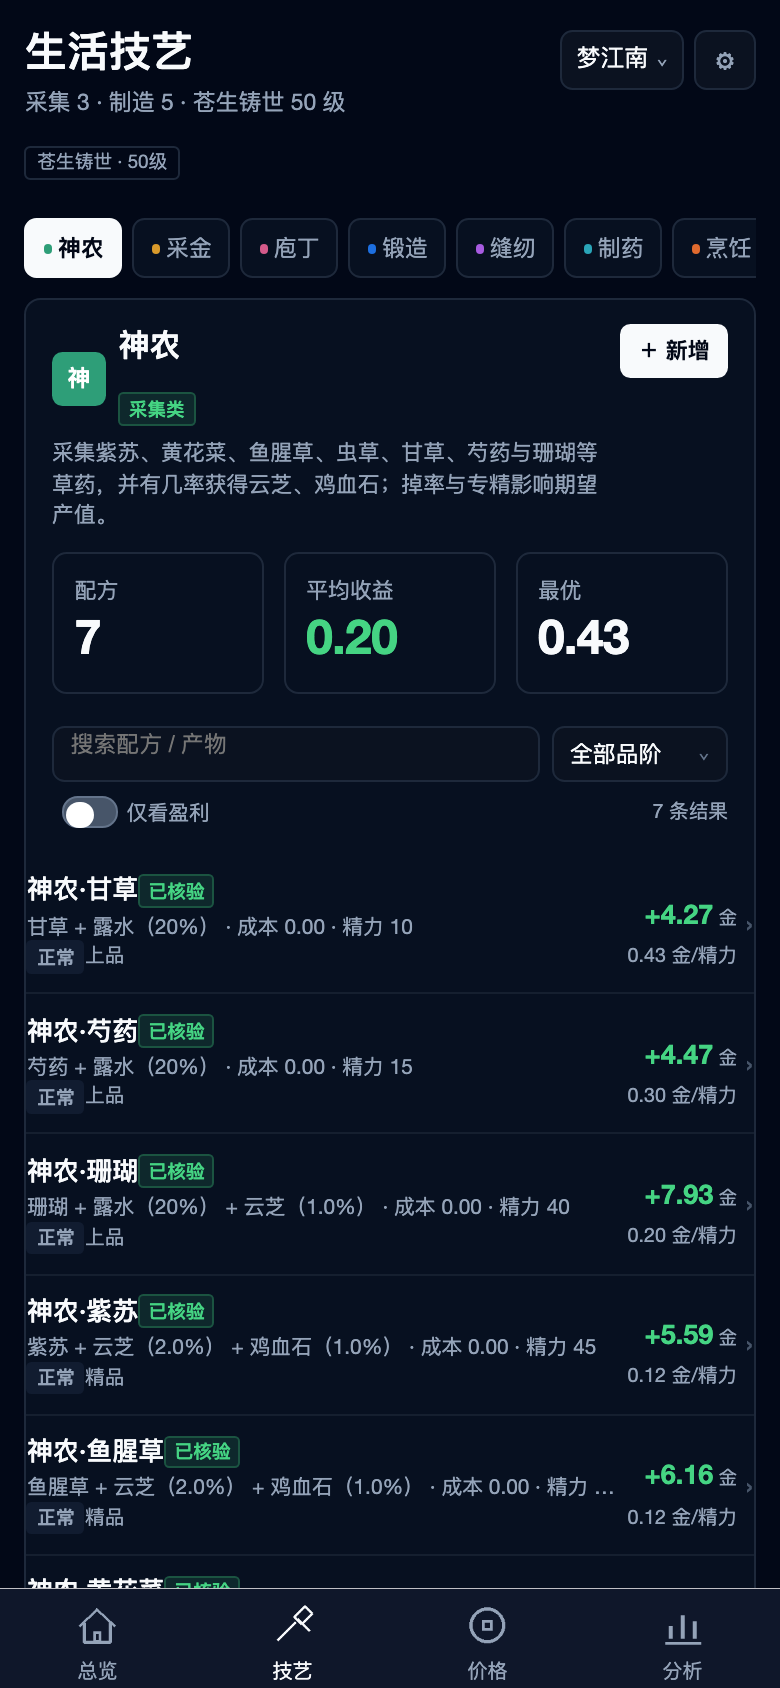 生活技艺
梦江南
采集 3 · 制造 5 · 苍生铸世 50 级
苍生铸世 · 50级
神农
采金
庖丁
锻造
缝纫
制药
烹饪
神
神农
采集类
+ 新增
采集紫苏、黄花菜、鱼腥草、虫草、甘草、芍药与珊瑚等
草药，并有几率获得云芝、鸡血石；掉率与专精影响期望
产值。
配方
7
平均收益
0.20
最优
0.43
搜索配方 / 产物
全部品阶
仅看盈利
7 条结果
神农·甘草 已核验
甘草 + 露水（20%） · 成本 0.00 · 精力 10
正常 上品
+4.27 金
0.43 金/精力
神农·芍药 已核验
芍药 + 露水（20%） · 成本 0.00 · 精力 15
正常 上品
+4.47 金
0.30 金/精力
神农·珊瑚 已核验
珊瑚 + 露水（20%） + 云芝（1.0%） · 成本 0.00 · 精力 40
正常 上品
+7.93 金
0.20 金/精力
神农·紫苏 已核验
紫苏 + 云芝（2.0%） + 鸡血石（1.0%） · 成本 0.00 · 精力 45
正常 精品
+5.59 金
0.12 金/精力
神农·鱼腥草 已核验
鱼腥草 + 云芝（2.0%） + 鸡血石（1.0%） · 成本 0.00 · 精力 ...
正常 精品
+6.16 金
0.12 金/精力
神农·黄花菜 已核验
总览
技艺
价格
分析